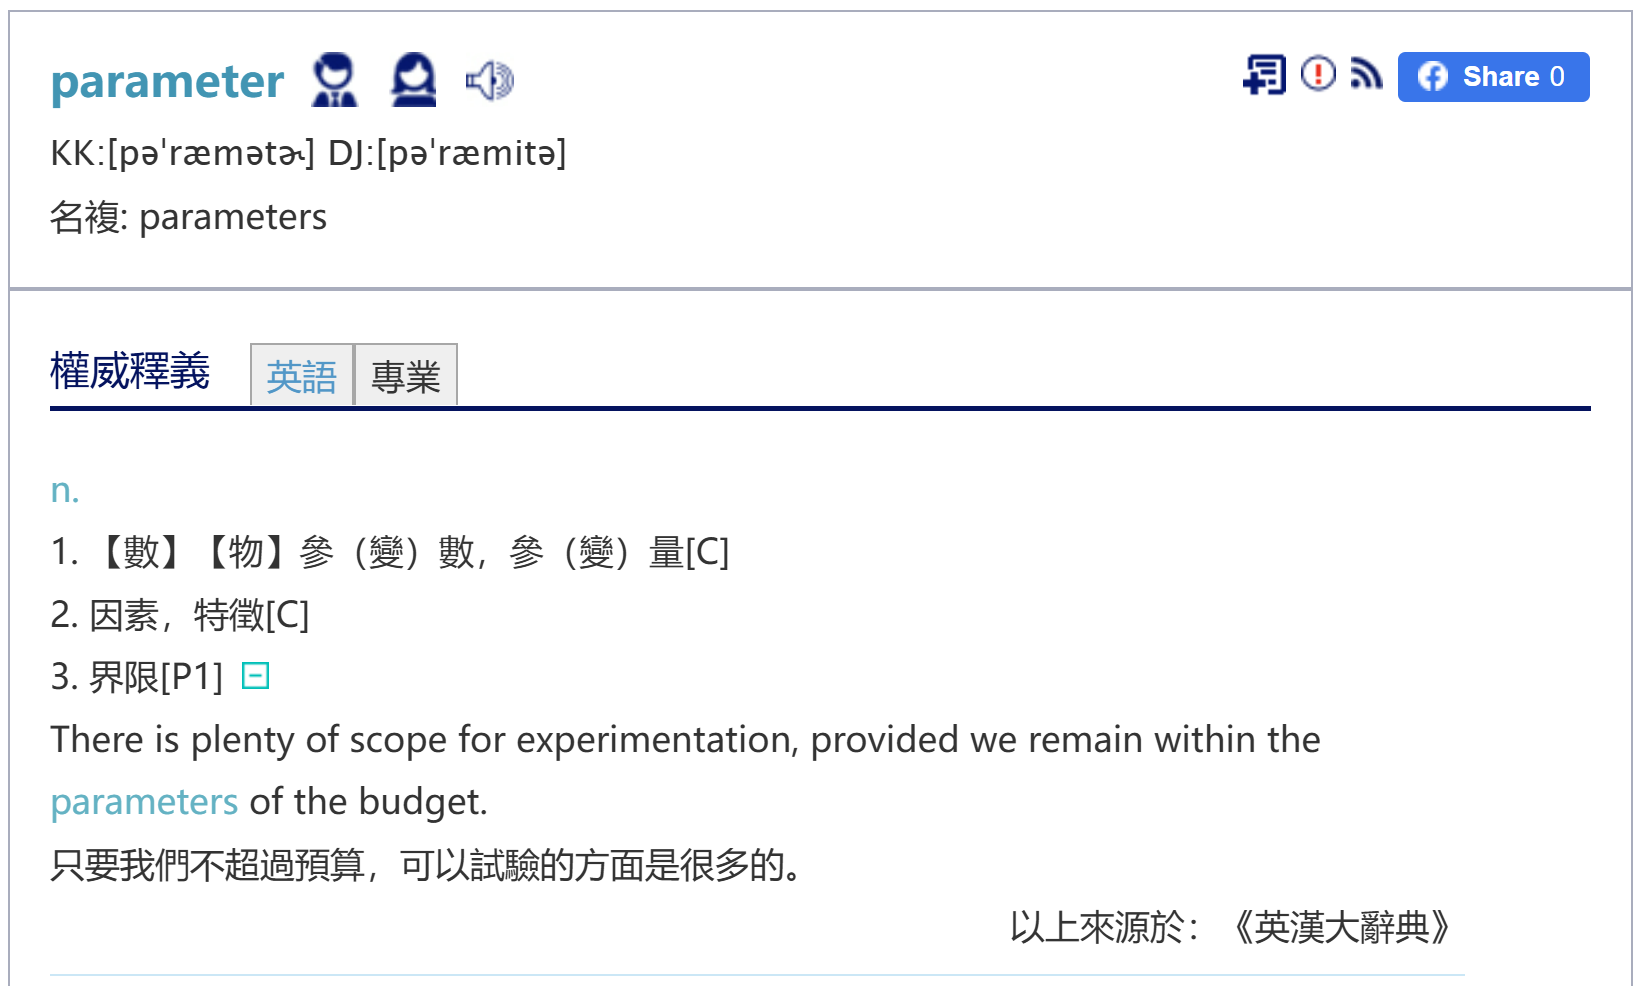 parameter
Share 0
KK:[pəˈræmətɚ] DJ:[pəˈræmitə]
名複: parameters
權威釋義 英語 專業
n.
1. 【數】【物】參（變）數，參（變）量[C]
2. 因素，特徵[C]
3. 界限[P1]
There is plenty of scope for experimentation, provided we remain within the
parameters of the budget.
只要我們不超過預算，可以試驗的方面是很多的。
以上來源於：《英漢大辭典》